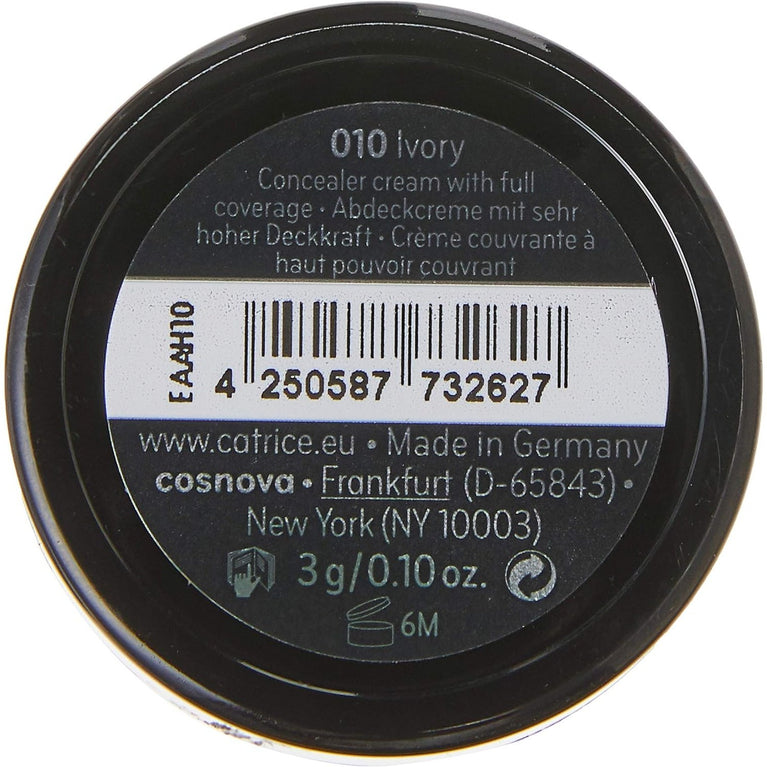 010 Ivory
Concealer cream with full
coverage • Abdeckcreme mit sehr
hoher Deckkraft • Crème couvrante à
haut pouvoir couvrant
EAAH10
4 250587 732627
www.catrice.eu • Made in Germany
cosnova • Frankfurt (D-65843) •
New York (NY 10003)
3 g/0.10 oz.
6M